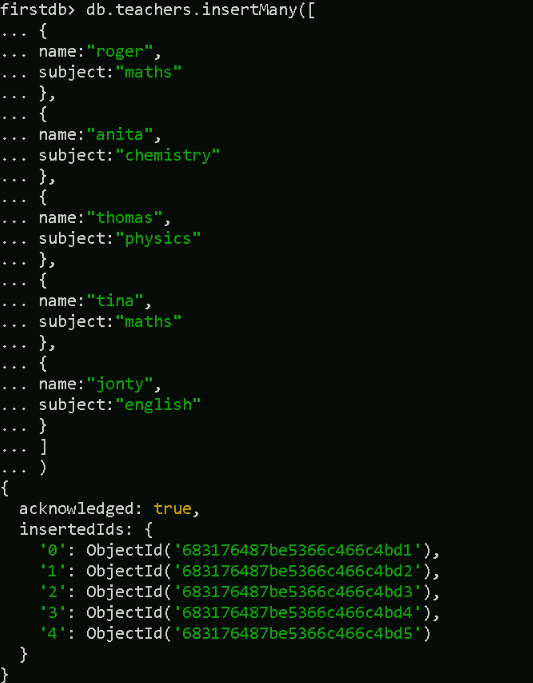 firstdb> db.teachers.insertMany([
... {
... name:"roger",
... subject:"maths"
... },
... {
... name:"anita",
... subject:"chemistry"
... },
... {
... name:"thomas",
... subject:"physics"
... },
... {
... name:"tina",
... subject:"maths"
... },
... {
... name:"jonty",
... subject:"english"
... }
... ]
... )
{
  acknowledged: true,
  insertedIds: {
    '0': ObjectId('683176487be5366c466c4bd1'),
    '1': ObjectId('683176487be5366c466c4bd2'),
    '2': ObjectId('683176487be5366c466c4bd3'),
    '3': ObjectId('683176487be5366c466c4bd4'),
    '4': ObjectId('683176487be5366c466c4bd5')
  }
}